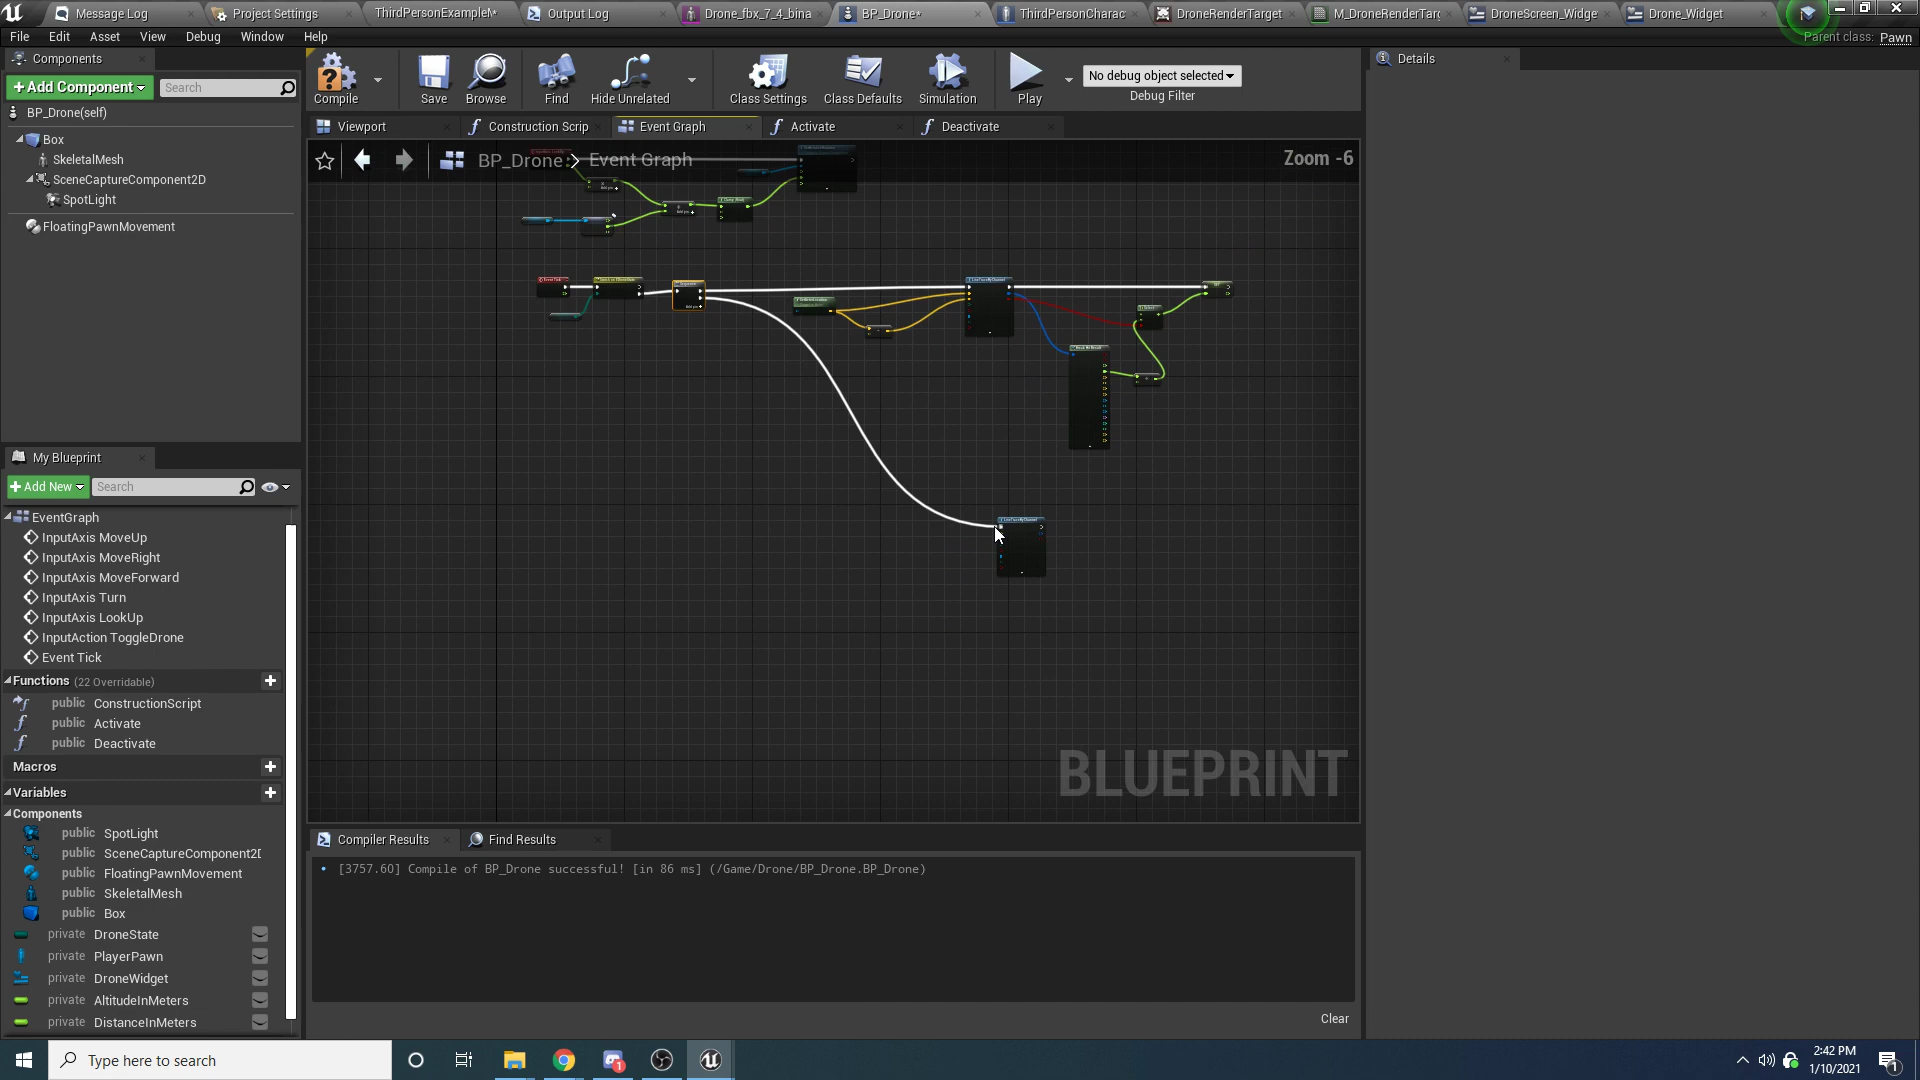 Message Log
Project Settings
ThirdPersonExampleM*
Output Log
Drone_fbx_7_4_bina
BP_Drone*
ThirdPersonCharac
DroneRenderTarget
M_DroneRenderTarg
DroneScreen_Widge
Drone_Widget
File
Edit
Asset
View
Debug
Window
Help
Parent class: Pawn
Components
+ Add Component
Search
BP_Drone(self)
Box
SkeletalMesh
SceneCaptureComponent2D
SpotLight
FloatingPawnMovement
Compile
Save
Browse
Find
Hide Unrelated
Class Settings
Class Defaults
Simulation
Play
No debug object selected
Debug Filter
Details
Viewport
Construction Scrip
Event Graph
Activate
Deactivate
BP_Drone > Event Graph
Zoom -6
Event Tick
BLUEPRINT
My Blueprint
+ Add New
Search
EventGraph
InputAxis MoveUp
InputAxis MoveRight
InputAxis MoveForward
InputAxis Turn
InputAxis LookUp
InputAction ToggleDrone
Event Tick
Functions (22 Overridable)
public ConstructionScript
public Activate
public Deactivate
Macros
Variables
Components
public SpotLight
public SceneCaptureComponent2D
public FloatingPawnMovement
public SkeletalMesh
public Box
private DroneState
private PlayerPawn
private DroneWidget
private AltitudeInMeters
private DistanceInMeters
Compiler Results
Find Results
• [3757.60] Compile of BP_Drone successful! [in 86 ms] (/Game/Drone/BP_Drone.BP_Drone)
Clear
Type here to search
2:42 PM
1/10/2021